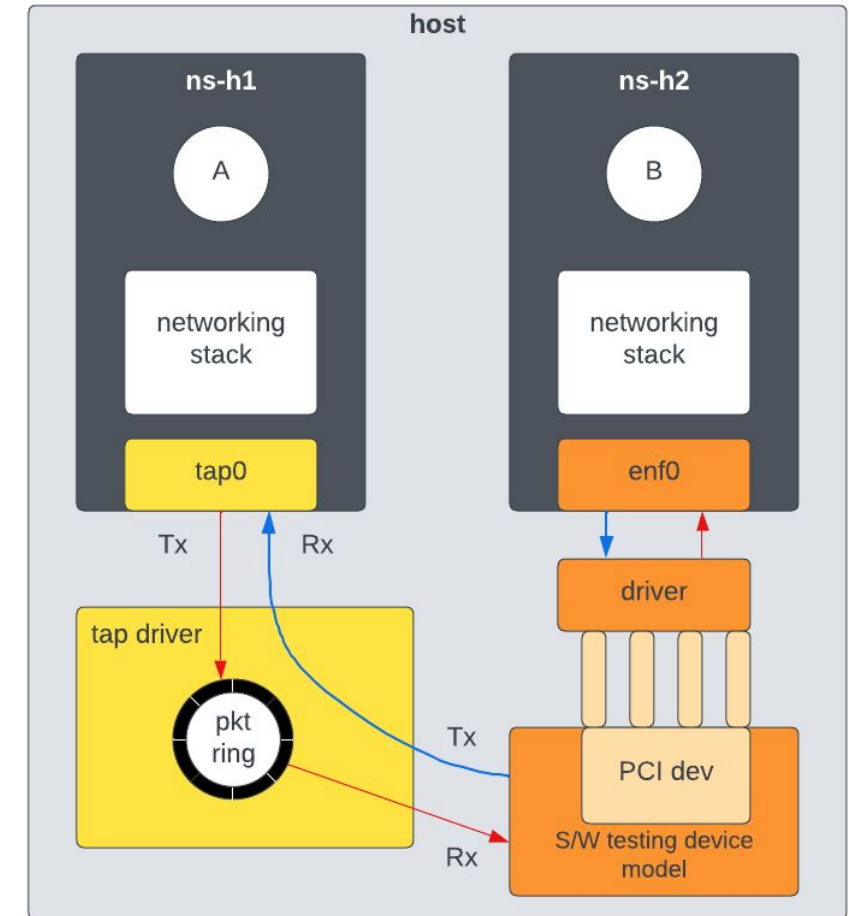 host
ns-h1
A
networking
stack
tap0
ns-h2
B
networking
stack
enf0
Tx
Rx
driver
tap driver
pkt
ring
Tx
Rx
PCI dev
S/W testing device
model